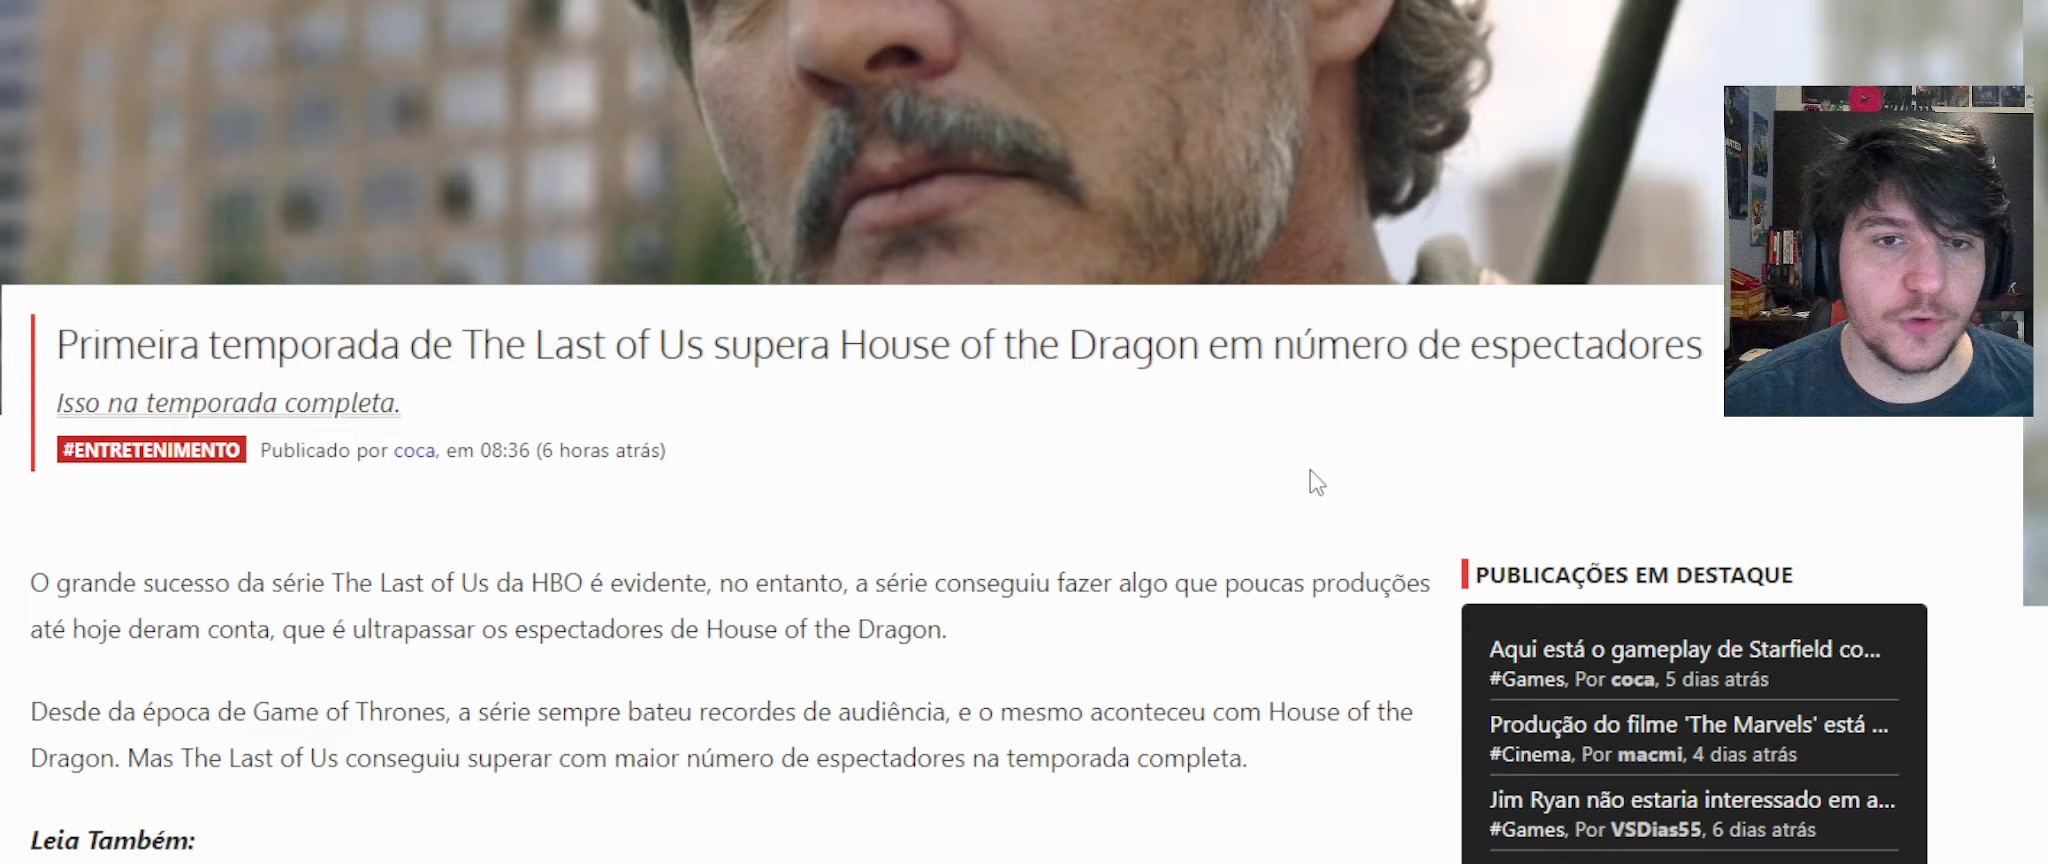 Primeira temporada de The Last of Us supera House of the Dragon em número de espectadores
Isso na temporada completa.
#ENTRETENIMENTO Publicado por coca, em 08:36 (6 horas atrás)
O grande sucesso da série The Last of Us da HBO é evidente, no entanto, a série conseguiu fazer algo que poucas produções
até hoje deram conta, que é ultrapassar os espectadores de House of the Dragon.
Desde da época de Game of Thrones, a série sempre bateu recordes de audiência, e o mesmo aconteceu com House of the
Dragon. Mas The Last of Us conseguiu superar com maior número de espectadores na temporada completa.
Leia Também:
PUBLICAÇÕES EM DESTAQUE
Aqui está o gameplay de Starfield co...
#Games, Por coca, 5 dias atrás
Produção do filme 'The Marvels' está ...
#Cinema, Por macmi, 4 dias atrás
Jim Ryan não estaria interessado em a...
#Games, Por VSDias55, 6 dias atrás